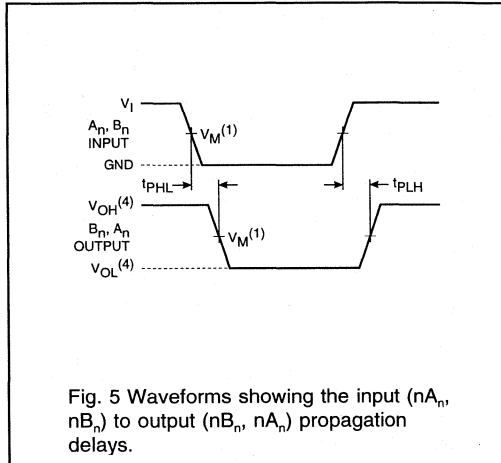 V_I
A_n, B_n
INPUT
V_M(1)
GND
t_PHL
t_PLH
V_OH(4)
B_n, A_n
OUTPUT
V_M(1)
V_OL(4)
Fig. 5 Waveforms showing the input (nA_n,
nB_n) to output (nB_n, nA_n) propagation
delays.